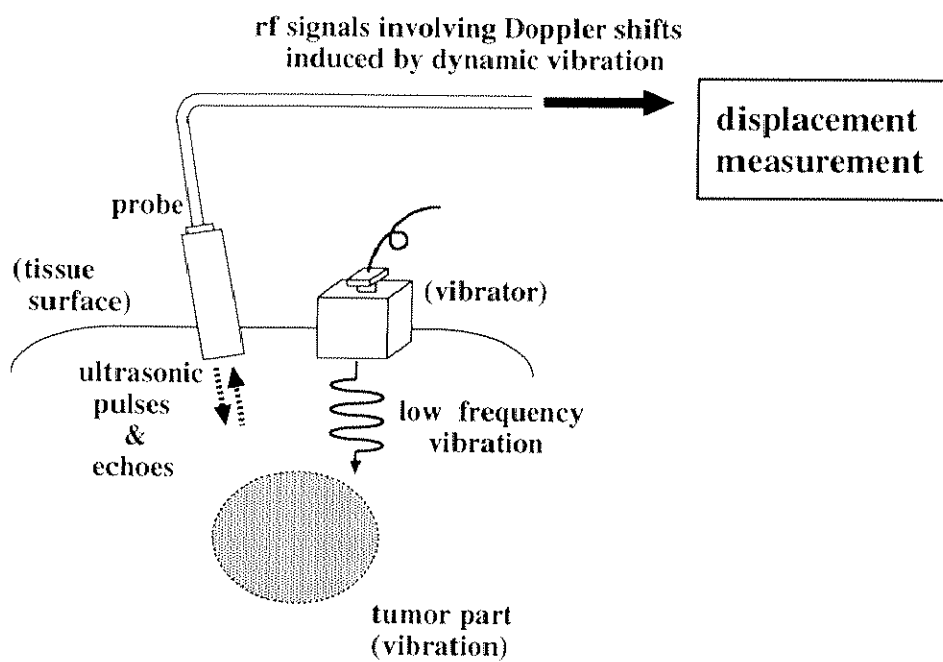 rf signals involving Doppler shifts
induced by dynamic vibration
displacement
measurement
probe
(tissue
surface)
(vibrator)
ultrasonic
pulses
&
echoes
low frequency
vibration
tumor part
(vibration)